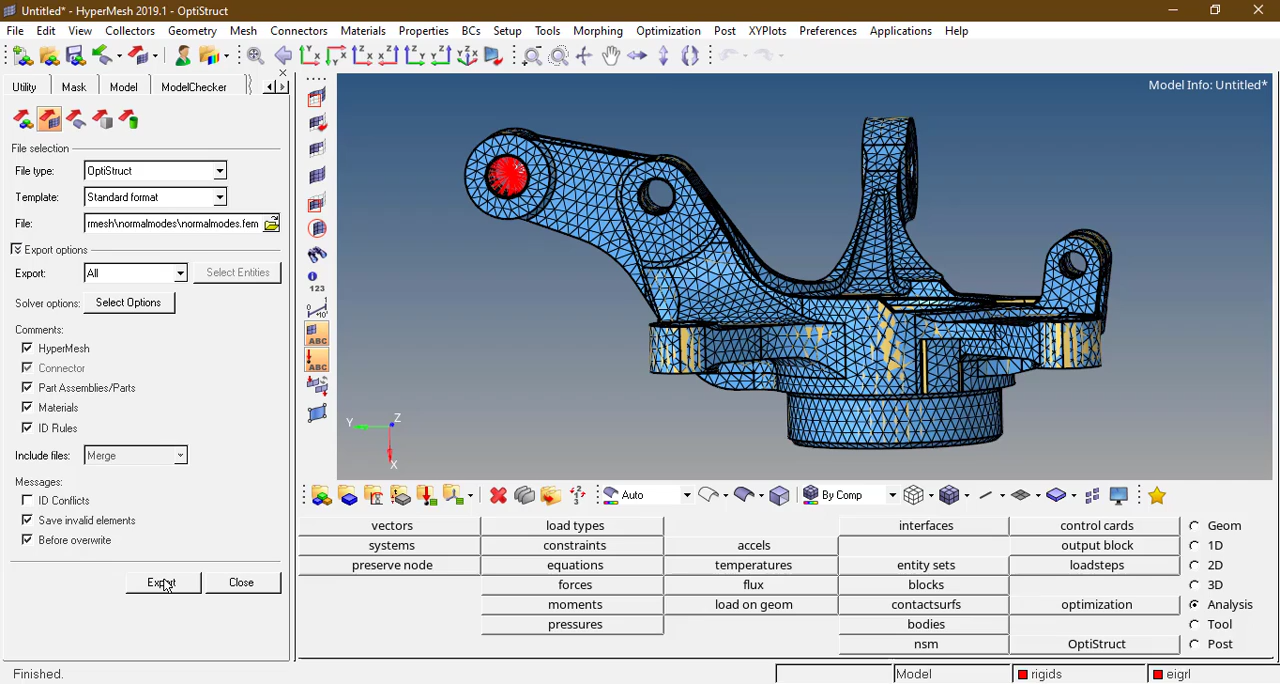 Untitled* - HyperMesh 2019.1 - OptiStruct
File Edit View Collectors Geometry Mesh Connectors Materials Properties BCs Setup Tools Morphing Optimization Post XYPlots Preferences Applications Help
Utility Mask Model ModelChecker
Model Info: Untitled*
File selection
File type: OptiStruct
Template: Standard format
File: rmesh\normalmodes\normalmodes.fem
Export options
Export: All Select Entities
Solver options: Select Options
Comments:
HyperMesh
Connector
Part Assemblies/Parts
Materials
ID Rules
Include files: Merge
Messages:
ID Conflicts
Save invalid elements
Before overwrite
Export Close
123
ABC
ABC
Y Z
X
Auto By Comp
vectors load types interfaces control cards Geom
systems constraints accels output block 1D
preserve node equations temperatures entity sets loadsteps 2D
forces flux blocks 3D
moments load on geom contactsurfs optimization Analysis
pressures bodies Tool
nsm OptiStruct Post
Finished. Model rigids eigrl